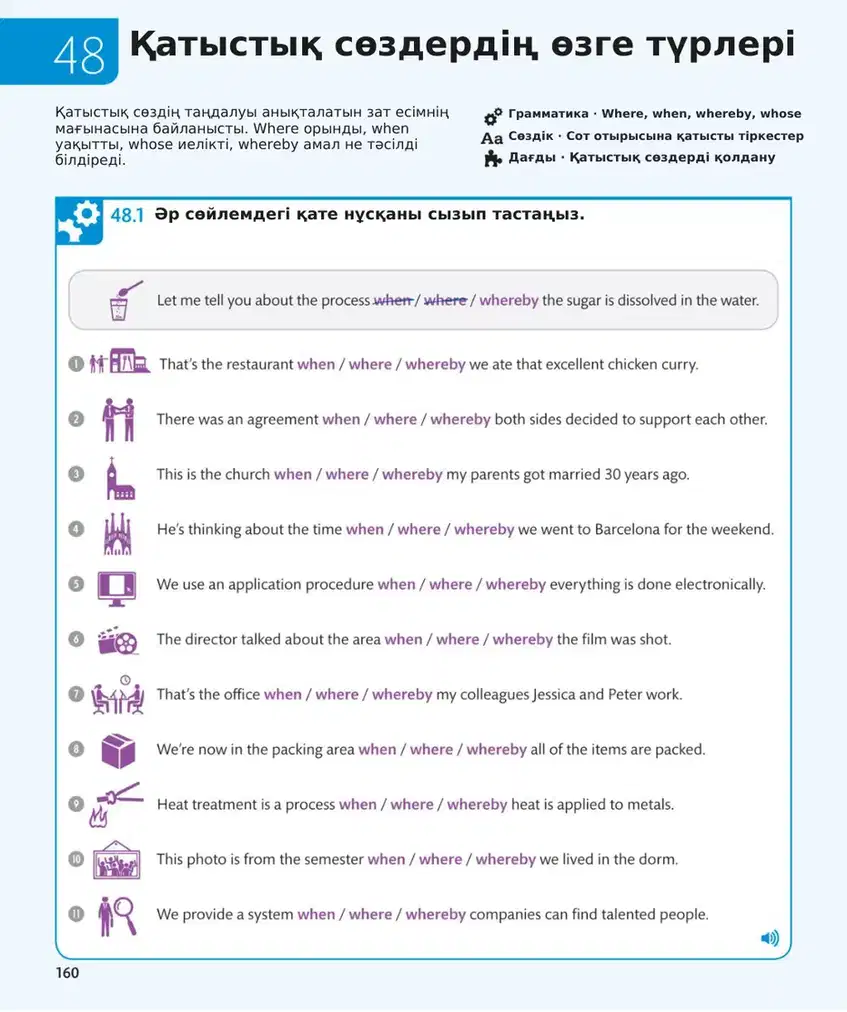 48
Қатыстық сөздердің өзге түрлері
Қатыстық сөздің таңдалуы анықталатын зат есімнің
мағынасына байланысты. Where орынды, when
уақытты, whose иелікті, whereby амал не тәсілді
білдіреді.
Грамматика · Where, when, whereby, whose
Aa Сөздік · Сот отырысына қатысты тіркестер
Дағды · Қатыстық сөздерді қолдану
48.1 Әр сөйлемдегі қате нұсқаны сызып тастаңыз.
Let me tell you about the process when / where / whereby the sugar is dissolved in the water.
1 That's the restaurant when / where / whereby we ate that excellent chicken curry.
2 There was an agreement when / where / whereby both sides decided to support each other.
3 This is the church when / where / whereby my parents got married 30 years ago.
4 He's thinking about the time when / where / whereby we went to Barcelona for the weekend.
5 We use an application procedure when / where / whereby everything is done electronically.
6 The director talked about the area when / where / whereby the film was shot.
7 That's the office when / where / whereby my colleagues Jessica and Peter work.
8 We're now in the packing area when / where / whereby all of the items are packed.
9 Heat treatment is a process when / where / whereby heat is applied to metals.
10 This photo is from the semester when / where / whereby we lived in the dorm.
11 We provide a system when / where / whereby companies can find talented people.
160